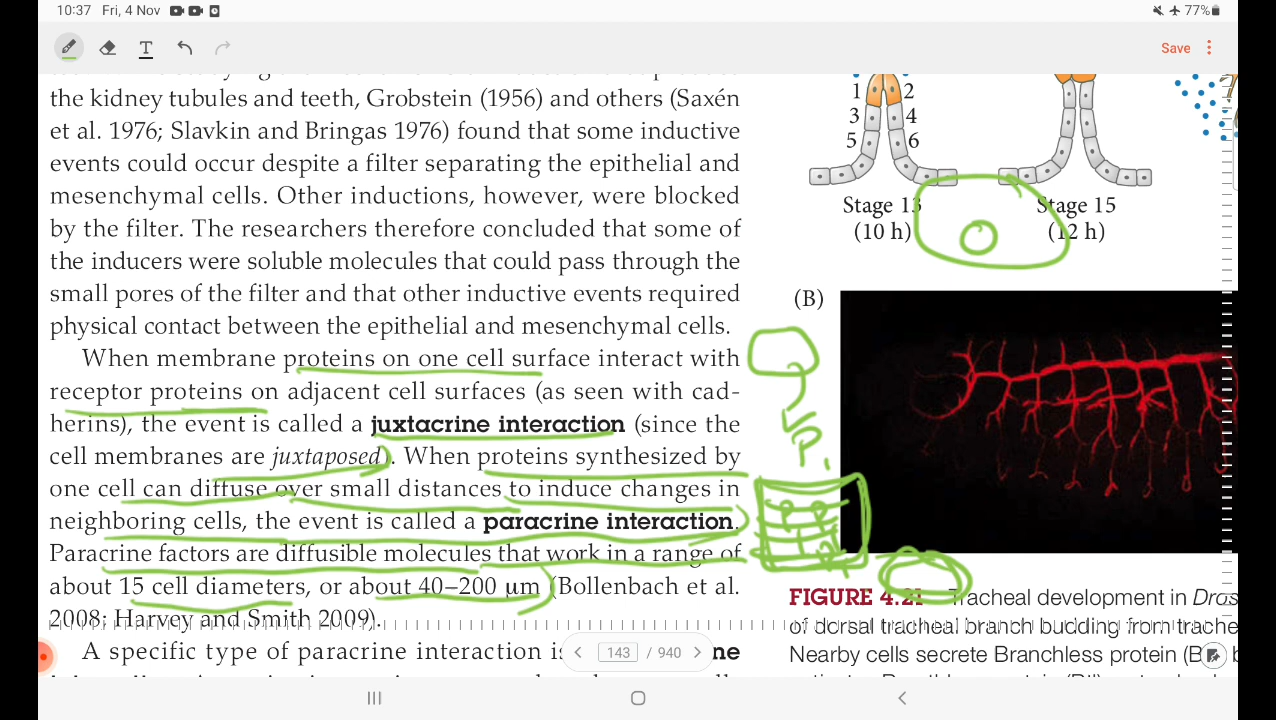 10:37 Fri, 4 Nov
77%
T
Save
the kidney tubules and teeth, Grobstein (1956) and others (Saxén
et al. 1976; Slavkin and Bringas 1976) found that some inductive
events could occur despite a filter separating the epithelial and
mesenchymal cells. Other inductions, however, were blocked
by the filter. The researchers therefore concluded that some of
the inducers were soluble molecules that could pass through the
small pores of the filter and that other inductive events required
physical contact between the epithelial and mesenchymal cells.
When membrane proteins on one cell surface interact with
receptor proteins on adjacent cell surfaces (as seen with cad-
herins), the event is called a juxtacrine interaction (since the
cell membranes are juxtaposed). When proteins synthesized by
one cell can diffuse over small distances to induce changes in
neighboring cells, the event is called a paracrine interaction.
Paracrine factors are diffusible molecules that work in a range of
about 15 cell diameters, or about 40–200 μm (Bollenbach et al.
2008; Harvey and Smith 2009).
A specific type of paracrine interaction is
ne
1 2
3 4
5 6
Stage 13
(10 h)
Stage 15
(12 h)
(B)
FIGURE 4.21 Tracheal development in Dros
of dorsal tracheal branch budding from trache
Nearby cells secrete Branchless protein (B
143 / 940